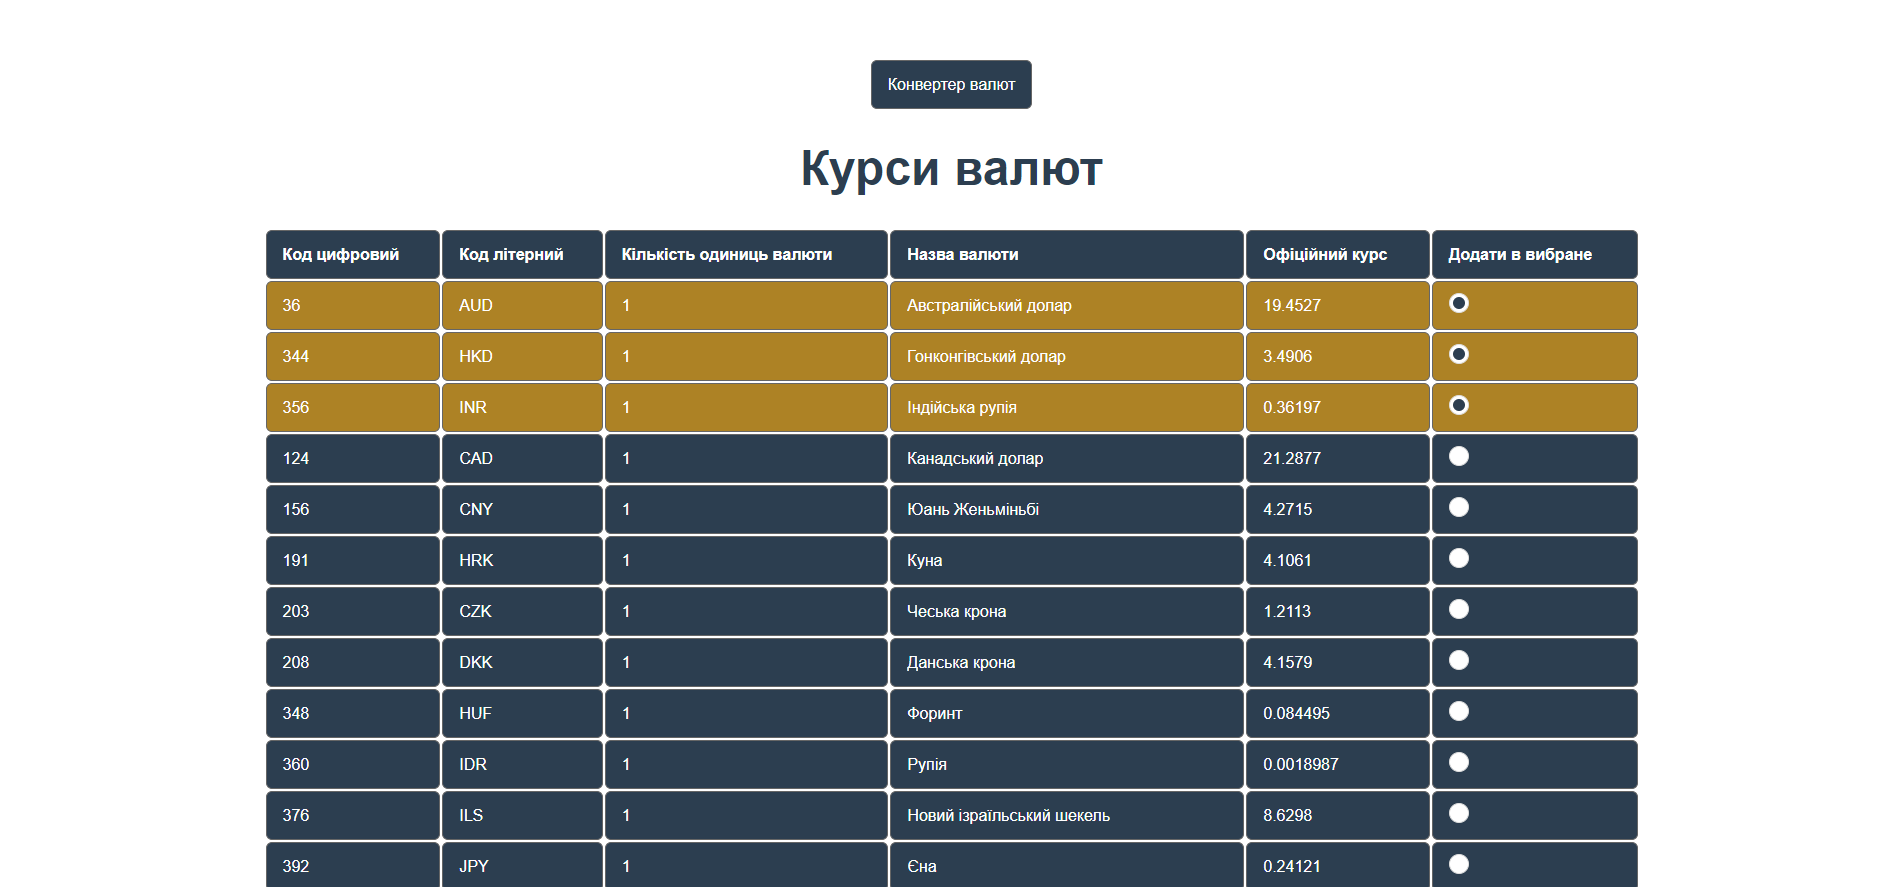 Конвертер валют
Курси валют
Код цифровий Код літерний Кількість одиниць валюти Назва валюти Офіційний курс Додати в вибране
36 AUD 1 Австралійський долар 19.4527
344 HKD 1 Гонконгівський долар 3.4906
356 INR 1 Індійська рупія 0.36197
124 CAD 1 Канадський долар 21.2877
156 CNY 1 Юань Женьміньбі 4.2715
191 HRK 1 Куна 4.1061
203 CZK 1 Чеська крона 1.2113
208 DKK 1 Данська крона 4.1579
348 HUF 1 Форинт 0.084495
360 IDR 1 Рупія 0.0018987
376 ILS 1 Новий ізраїльський шекель 8.6298
392 JPY 1 Єна 0.24121